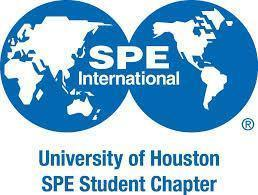 SPE
International
®
University of Houston
SPE Student Chapter